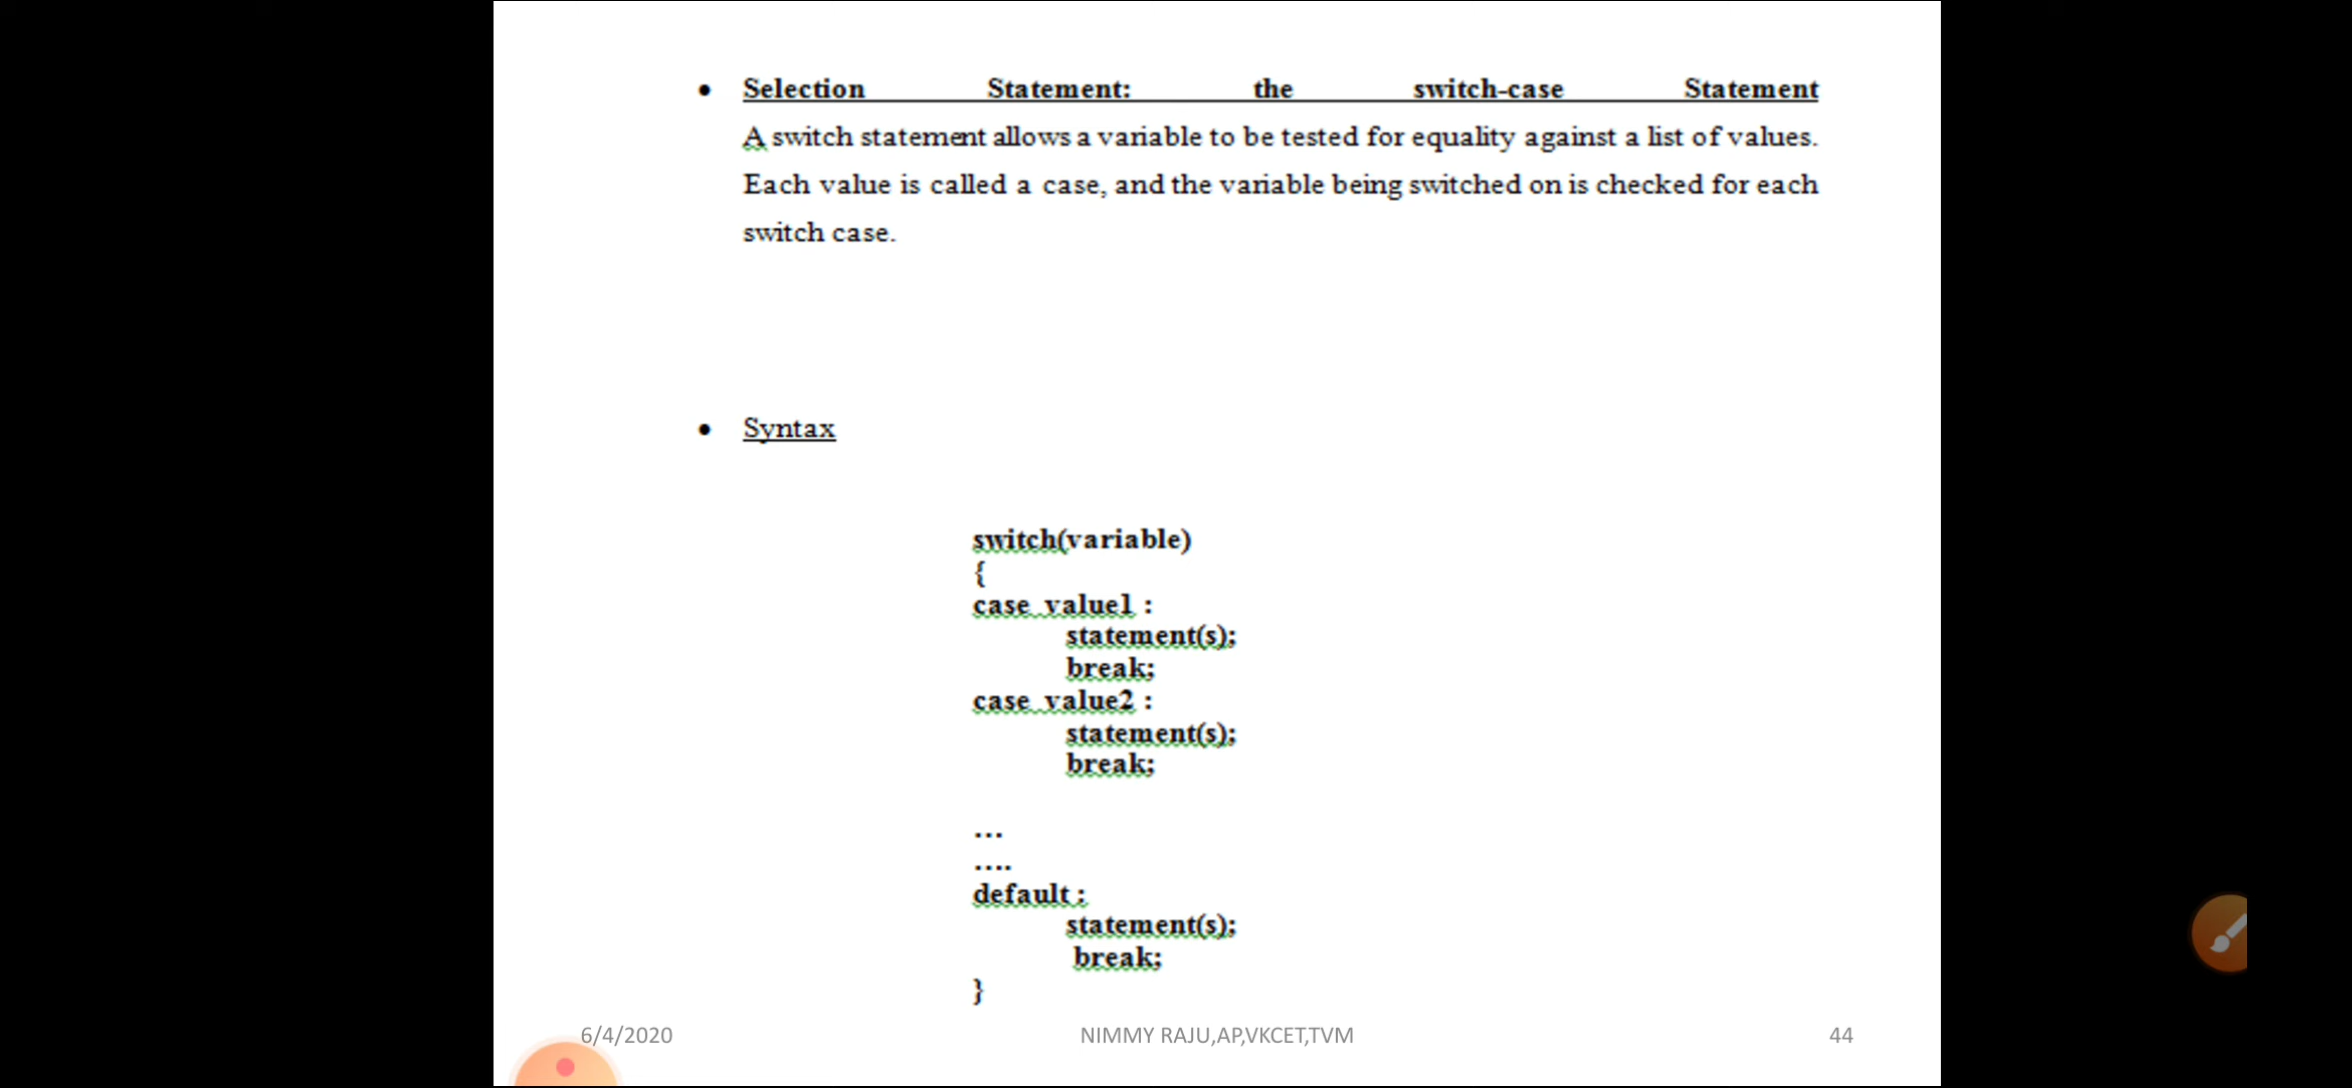 • Selection Statement: the switch-case Statement
A switch statement allows a variable to be tested for equality against a list of values.
Each value is called a case, and the variable being switched on is checked for each
switch case.
• Syntax
switch(variable)
{
case value1 :
statement(s);
break;
case value2 :
statement(s);
break;
...
....
default :
statement(s);
break;
}
6/4/2020 NIMMY RAJU,AP,VKCET,TVM 44